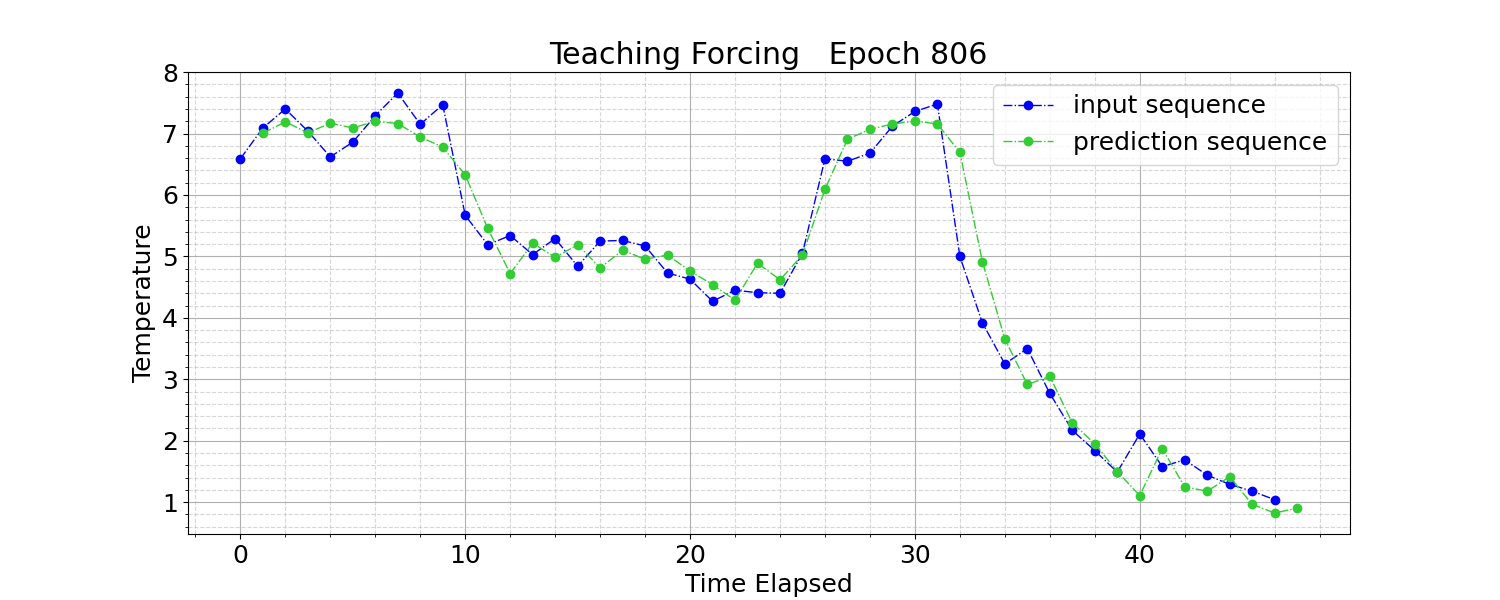 Teaching Forcing   Epoch 806
input sequence
prediction sequence
Temperature
8
7
6
5
4
3
2
1
0 10 20 30 40
Time Elapsed